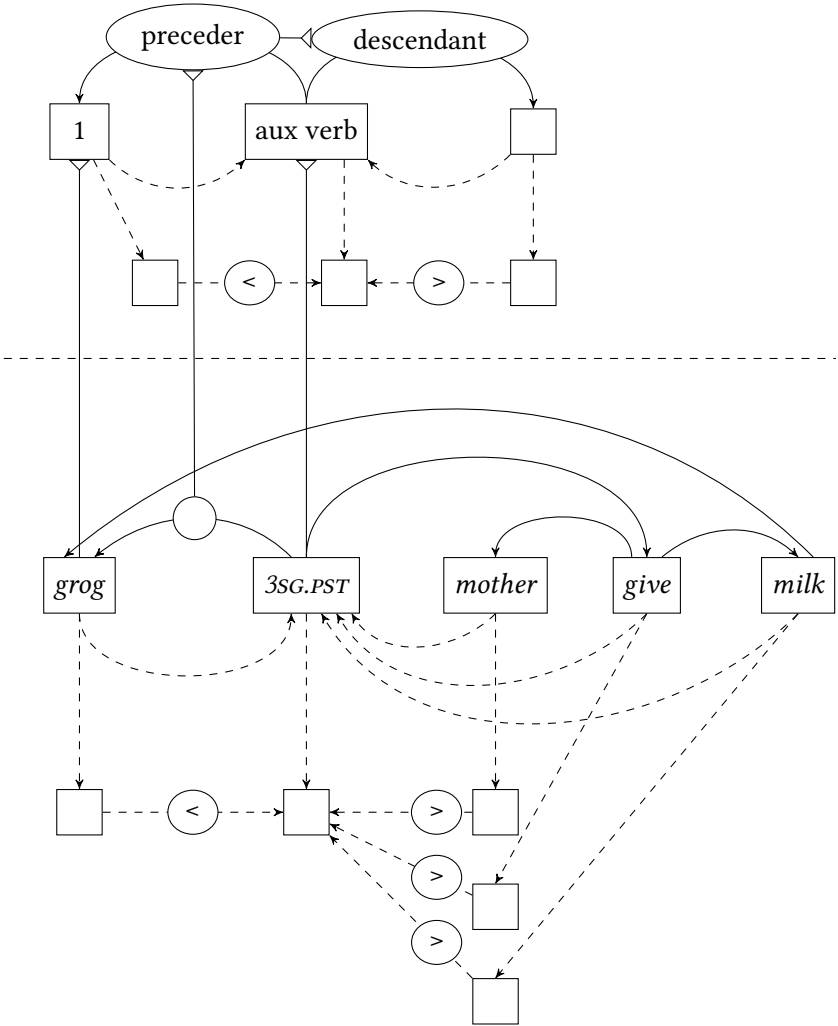 preceder descendant
1 aux verb
< >
grog 3SG.PST mother give milk
< >
>
>